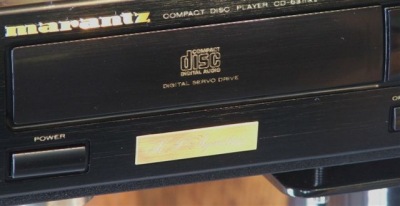 marantz COMPACT DISC PLAYER
COMPACT
disc
DIGITAL AUDIO
DIGITAL SERVO DRIVE
POWER